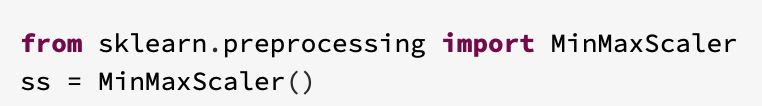 from sklearn.preprocessing import MinMaxScaler
ss = MinMaxScaler()